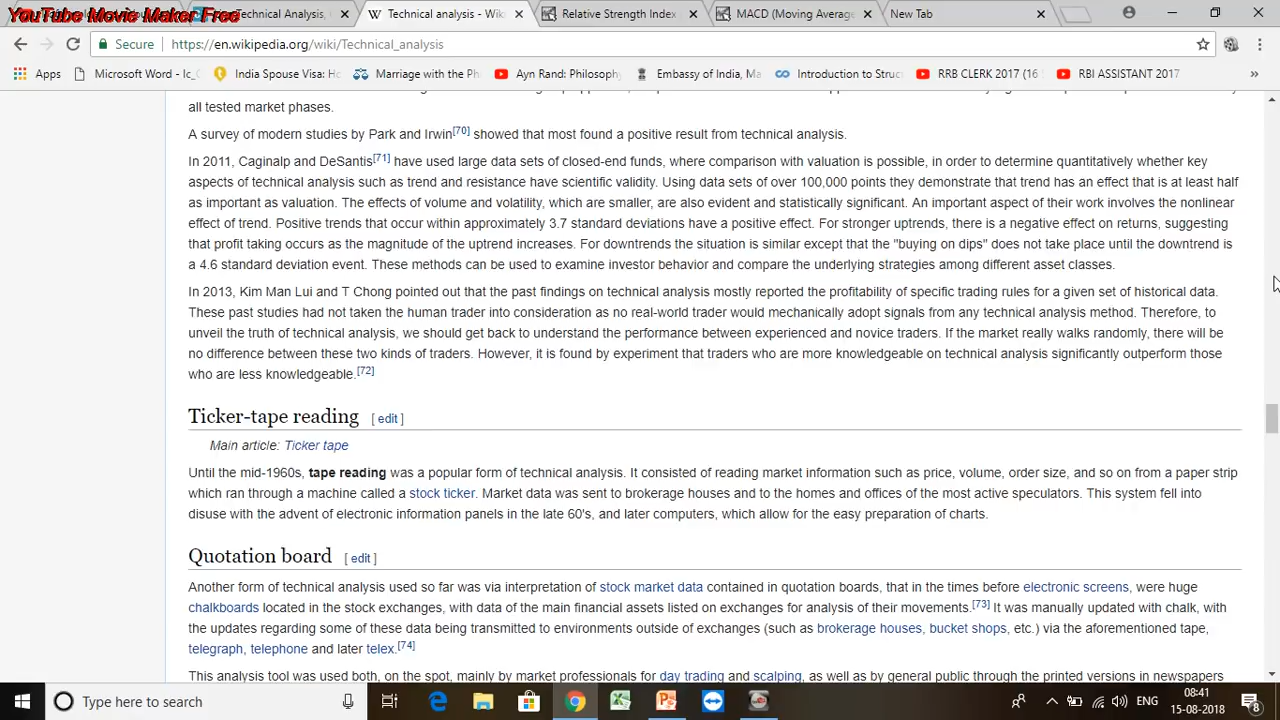 YouTube Movie Maker Free
Technical Analysis,
Technical analysis - Wiki
Relative Strength Index
MACD (Moving Average
New Tab
Secure
https://en.wikipedia.org/wiki/Technical_analysis
Apps
Microsoft Word - lc_
India Spouse Visa: Ho
Marriage with the Ph
Ayn Rand: Philosophy
Embassy of India, Ma
Introduction to Struc
RRB CLERK 2017 (16
RBI ASSISTANT 2017
»
all tested market phases.
A survey of modern studies by Park and Irwin[70] showed that most found a positive result from technical analysis.
In 2011, Caginalp and DeSantis[71] have used large data sets of closed-end funds, where comparison with valuation is possible, in order to determine quantitatively whether key
aspects of technical analysis such as trend and resistance have scientific validity. Using data sets of over 100,000 points they demonstrate that trend has an effect that is at least half
as important as valuation. The effects of volume and volatility, which are smaller, are also evident and statistically significant. An important aspect of their work involves the nonlinear
effect of trend. Positive trends that occur within approximately 3.7 standard deviations have a positive effect. For stronger uptrends, there is a negative effect on returns, suggesting
that profit taking occurs as the magnitude of the uptrend increases. For downtrends the situation is similar except that the "buying on dips" does not take place until the downtrend is
a 4.6 standard deviation event. These methods can be used to examine investor behavior and compare the underlying strategies among different asset classes.
In 2013, Kim Man Lui and T Chong pointed out that the past findings on technical analysis mostly reported the profitability of specific trading rules for a given set of historical data.
These past studies had not taken the human trader into consideration as no real-world trader would mechanically adopt signals from any technical analysis method. Therefore, to
unveil the truth of technical analysis, we should get back to understand the performance between experienced and novice traders. If the market really walks randomly, there will be
no difference between these two kinds of traders. However, it is found by experiment that traders who are more knowledgeable on technical analysis significantly outperform those
who are less knowledgeable.[72]
Ticker-tape reading [ edit ]
Main article: Ticker tape
Until the mid-1960s, tape reading was a popular form of technical analysis. It consisted of reading market information such as price, volume, order size, and so on from a paper strip
which ran through a machine called a stock ticker. Market data was sent to brokerage houses and to the homes and offices of the most active speculators. This system fell into
disuse with the advent of electronic information panels in the late 60's, and later computers, which allow for the easy preparation of charts.
Quotation board [ edit ]
Another form of technical analysis used so far was via interpretation of stock market data contained in quotation boards, that in the times before electronic screens, were huge
chalkboards located in the stock exchanges, with data of the main financial assets listed on exchanges for analysis of their movements.[73] It was manually updated with chalk, with
the updates regarding some of these data being transmitted to environments outside of exchanges (such as brokerage houses, bucket shops, etc.) via the aforementioned tape,
telegraph, telephone and later telex.[74]
This analysis tool was used both, on the spot, mainly by market professionals for day trading and scalping, as well as by general public through the printed versions in newspapers
Type here to search
ENG
08:41
15-08-2018
8